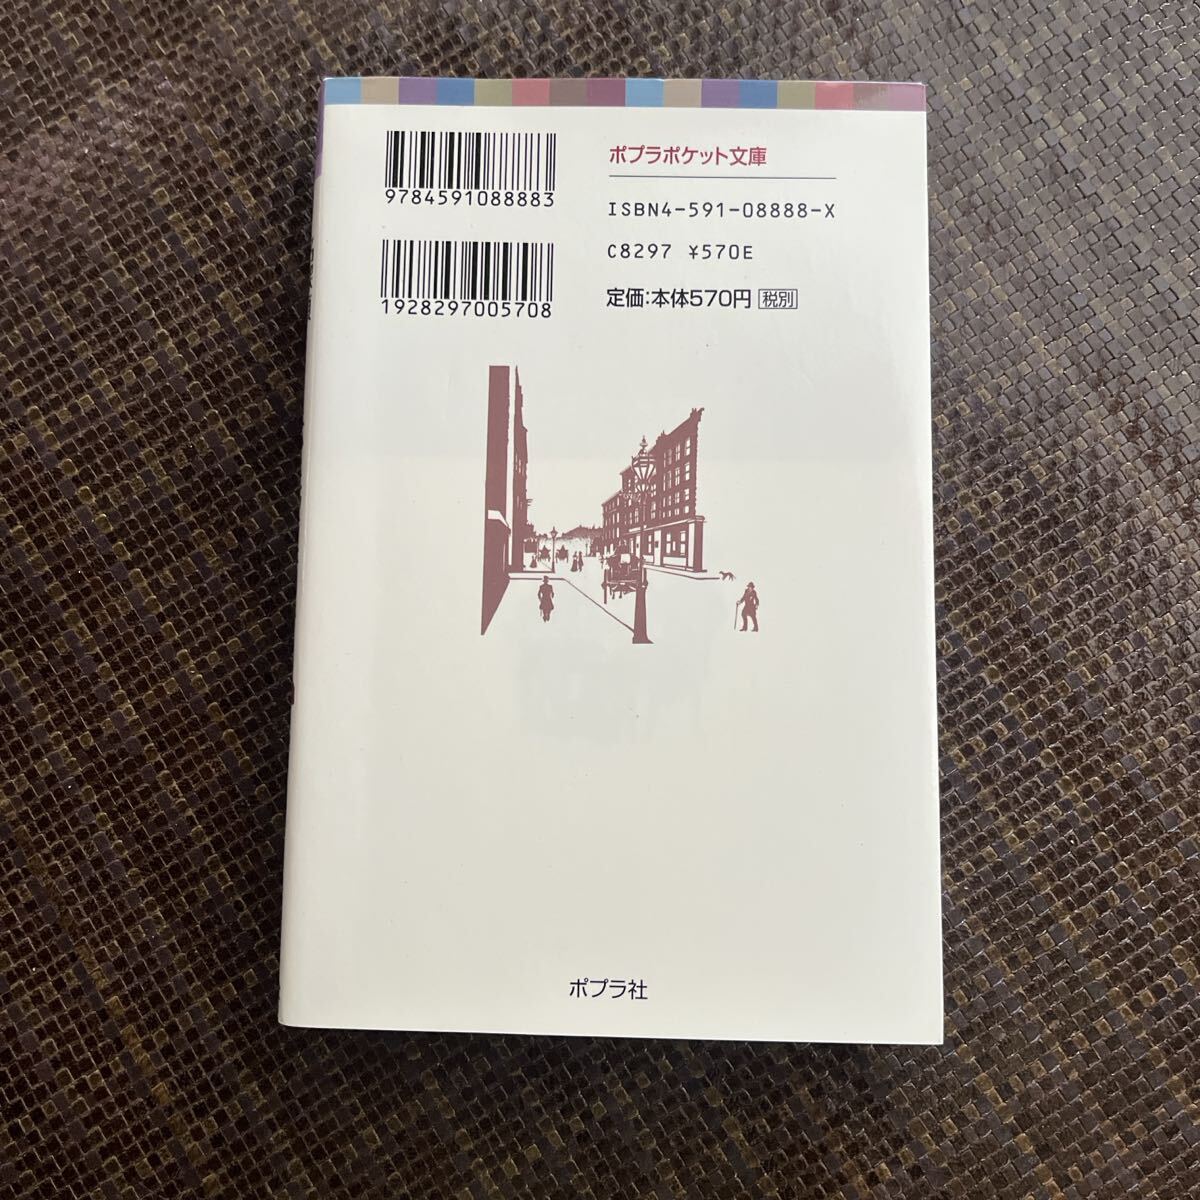 9784591088883
1928297005708
ポプラポケット文庫
ISBN4-591-08888-X
C8297 ¥570E
定価:本体570円 税別
ポプラ社